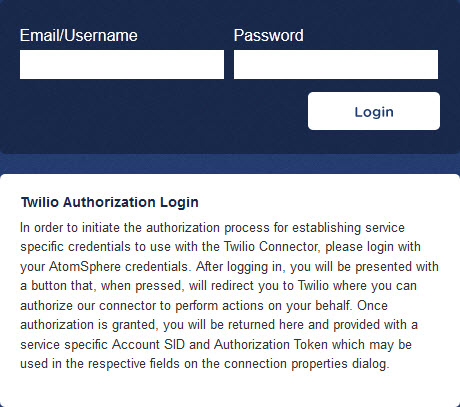 Email/Username Password
Login
Twilio Authorization Login
In order to initiate the authorization process for establishing service
specific credentials to use with the Twilio Connector, please login with
your AtomSphere credentials. After logging in, you will be presented with
a button that, when pressed, will redirect you to Twilio where you can
authorize our connector to perform actions on your behalf. Once
authorization is granted, you will be returned here and provided with a
service specific Account SID and Authorization Token which may be
used in the respective fields on the connection properties dialog.